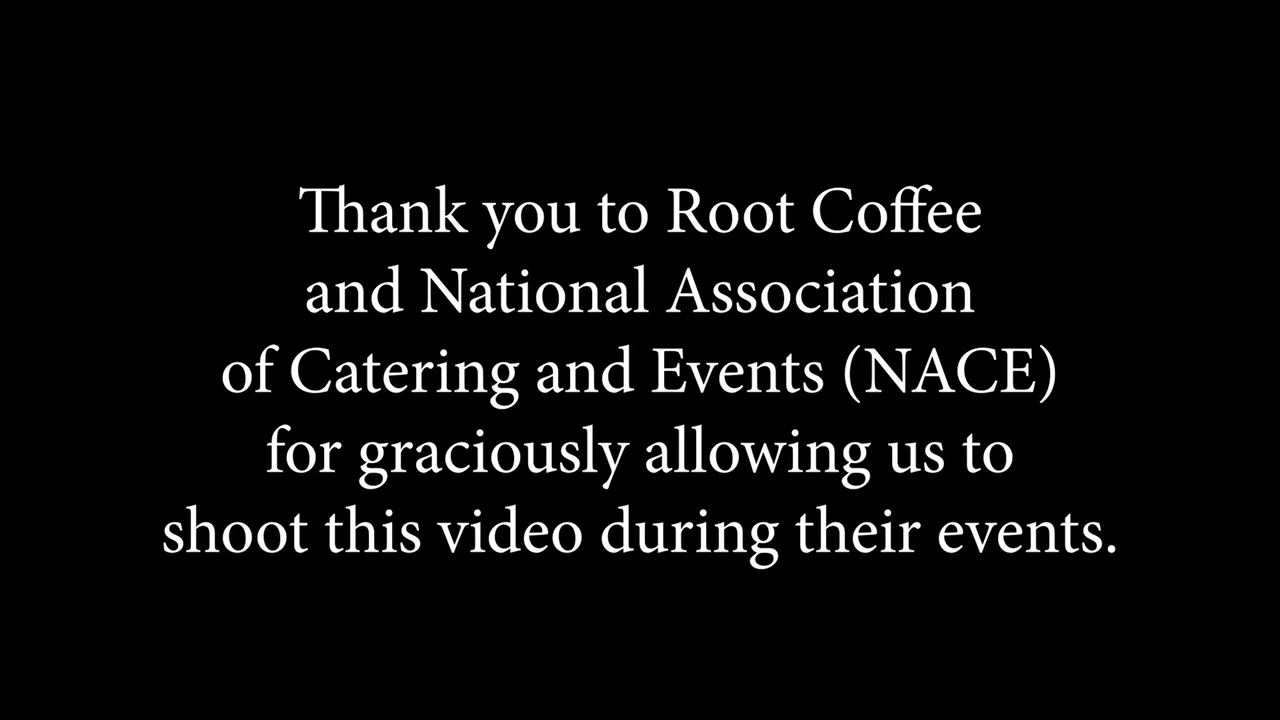 Thank you to Root Coffee
and National Association
of Catering and Events (NACE)
for graciously allowing us to
shoot this video during their events.